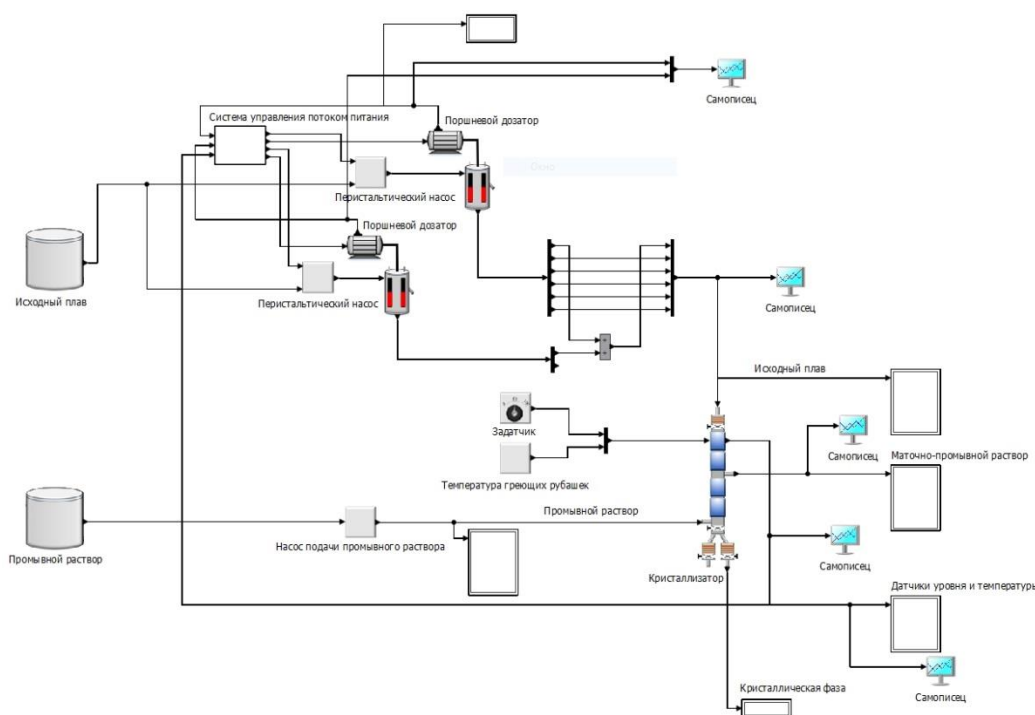 Самописец
Система управления потоком питания
Поршневой дозатор
Перистальтический насос
Поршневой дозатор
Исходный плав
Перистальтический насос
Самописец
Исходный плав
Задатчик
Самописец
Маточно-промывной раствор
Температура греющих рубашек
Промывной раствор
Насос подачи промывного раствора
Промывной раствор
Самописец
Кристаллизатор
Датчики уровня и температуры
Кристаллическая фаза
Самописец